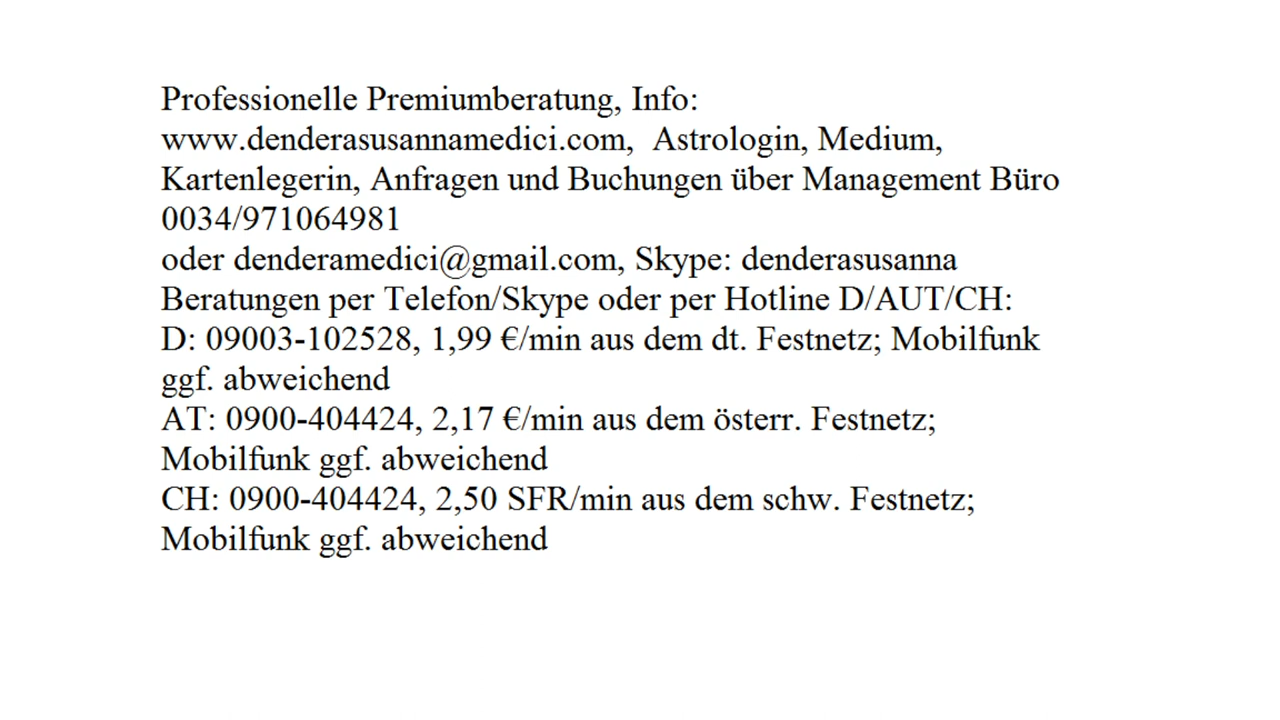 Professionelle Premiumberatung, Info:
www.denderasusannamedici.com,  Astrologin, Medium,
Kartenlegerin, Anfragen und Buchungen über Management Büro
0034/971064981
oder denderamedici@gmail.com, Skype: denderasusanna
Beratungen per Telefon/Skype oder per Hotline D/AUT/CH:
D: 09003-102528, 1,99 €/min aus dem dt. Festnetz; Mobilfunk
ggf. abweichend
AT: 0900-404424, 2,17 €/min aus dem österr. Festnetz;
Mobilfunk ggf. abweichend
CH: 0900-404424, 2,50 SFR/min aus dem schw. Festnetz;
Mobilfunk ggf. abweichend